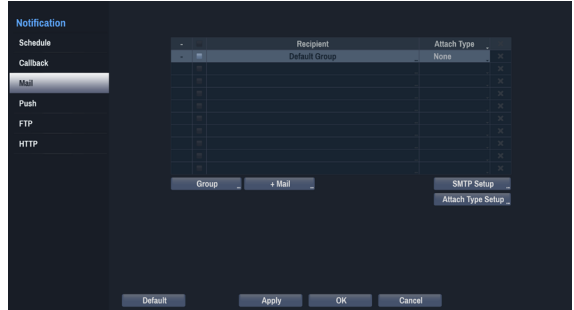 Notification
Schedule
Callback
Mail
Push
FTP
HTTP
- Recipient Attach Type
- Default Group None
Group + Mail SMTP Setup
Attach Type Setup
Default Apply OK Cancel